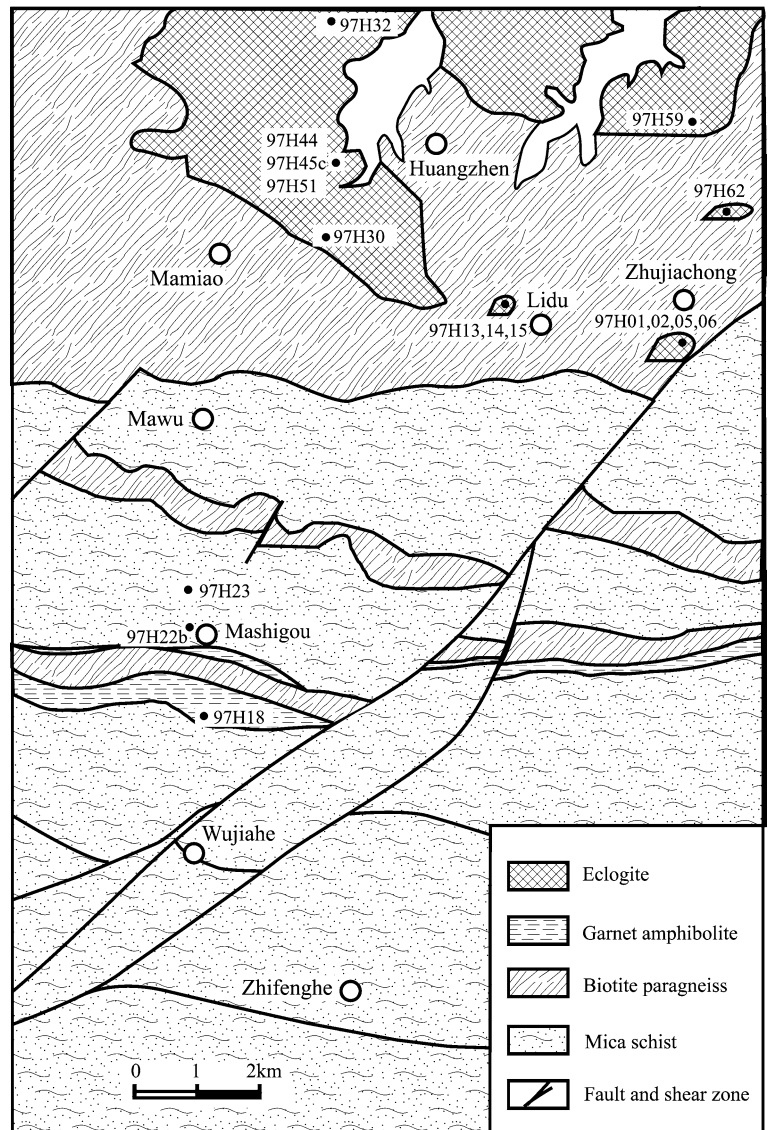 97H32
97H44
97H45c
97H51
Huangzhen
97H59
97H62
97H30
Mamiao
Zhujiachong
Lidu
97H13,14,15
97H01,02,05,06
Mawu
97H23
97H22b
Mashigou
97H18
Wujiahe
Zhifenghe
0 1 2km
Eclogite
Garnet amphibolite
Biotite paragneiss
Mica schist
Fault and shear zone